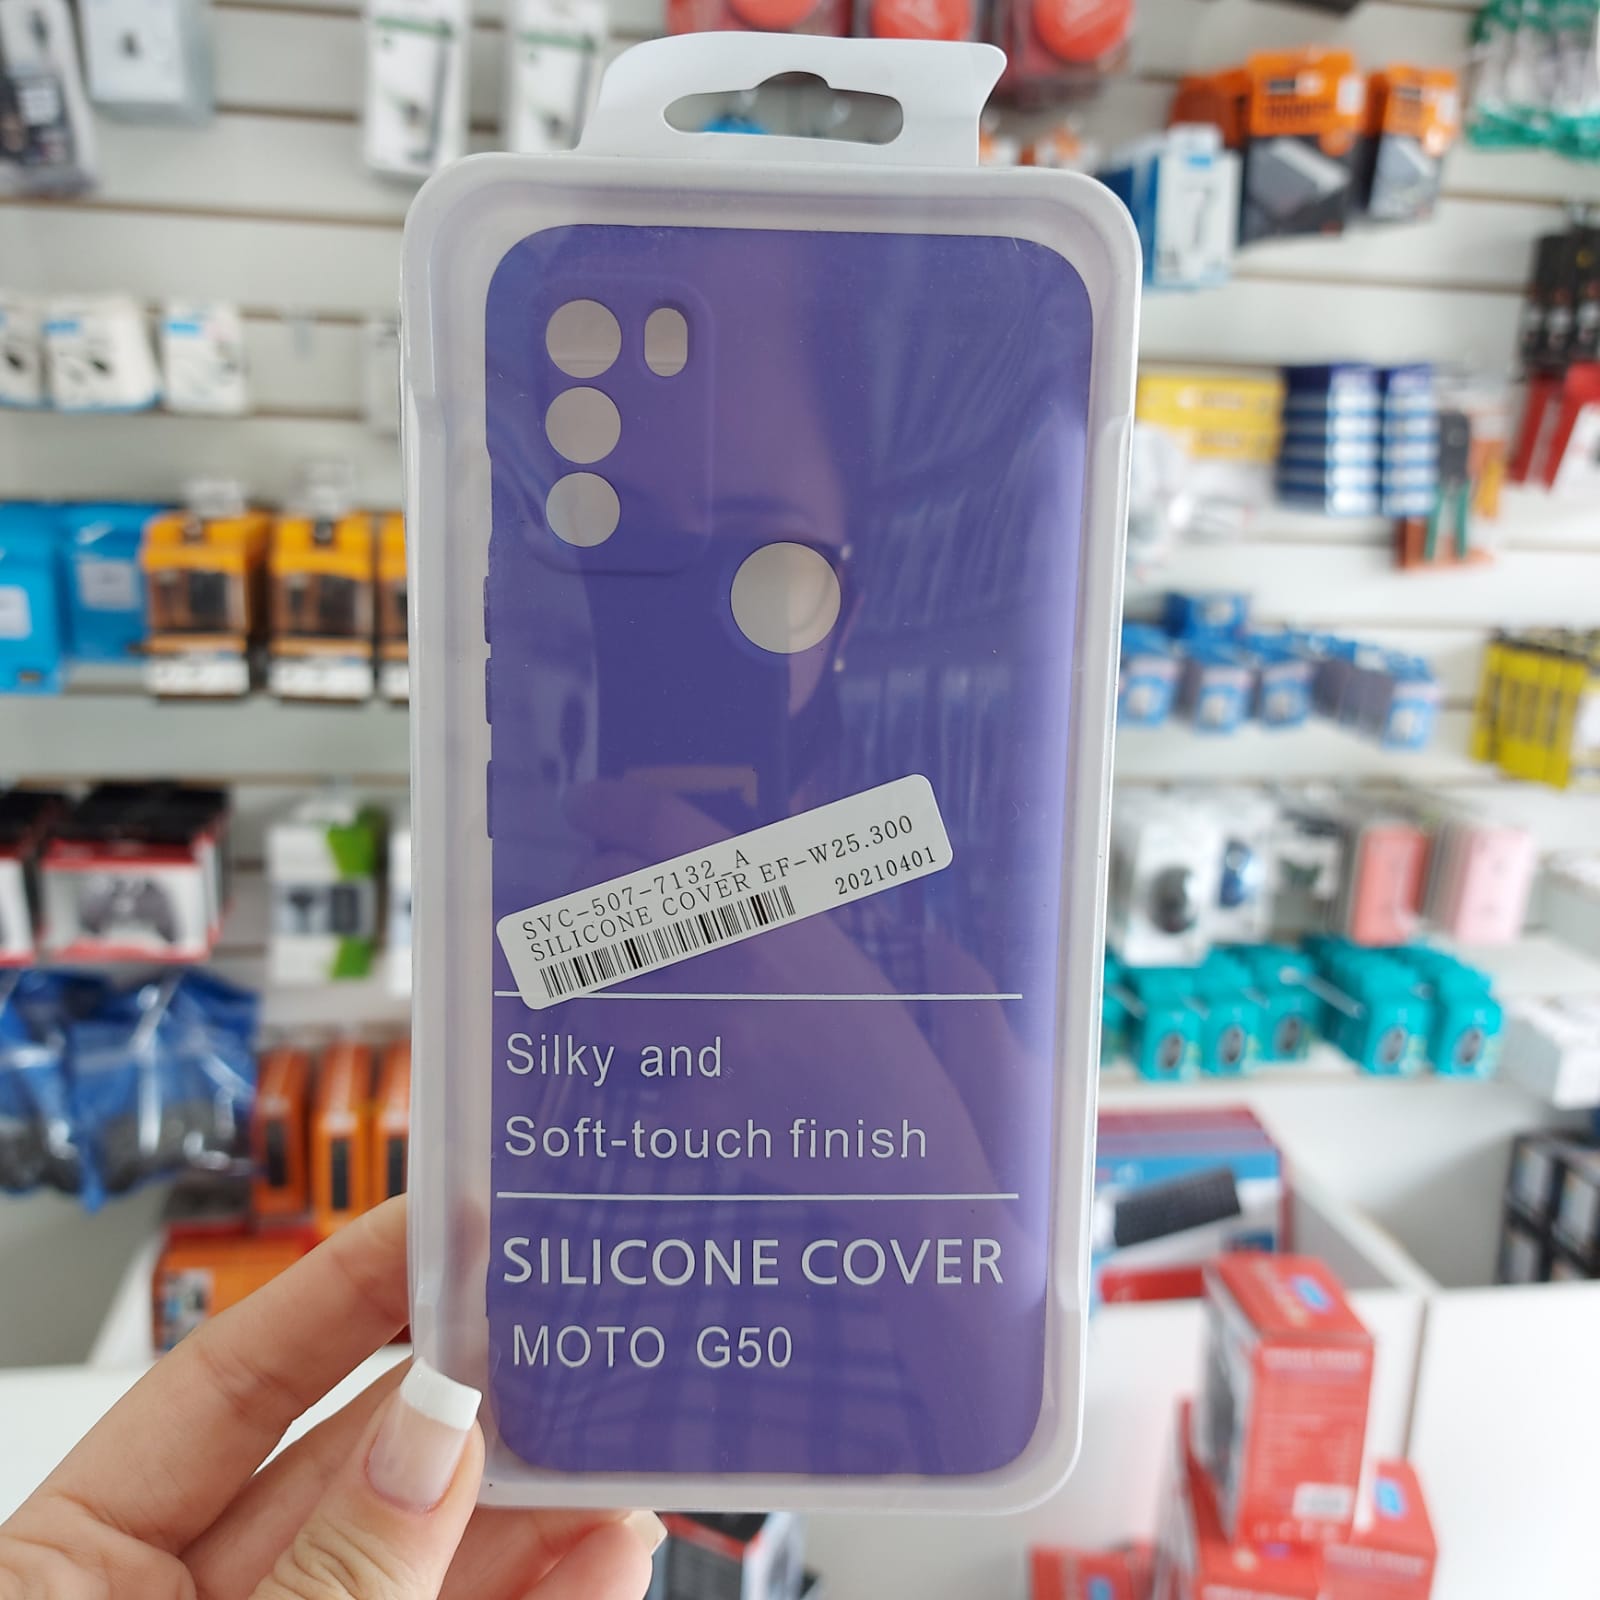 SVC-507-7132_A
SILICONE COVER EF-W25.300
20210401
Silky and
Soft-touch finish
SILICONE COVER
MOTO G50